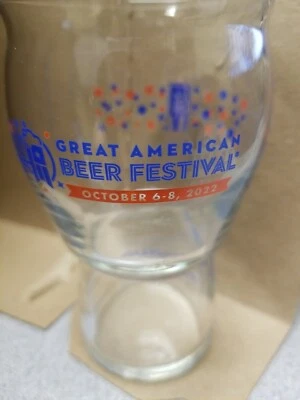 GREAT AMERICAN
BEER FESTIVAL
OCTOBER 6-8, 2022